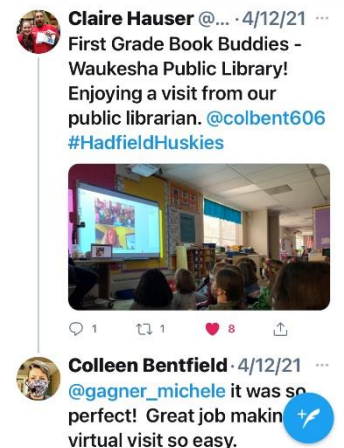 Claire Hauser @... · 4/12/21 ...
First Grade Book Buddies -
Waukesha Public Library!
Enjoying a visit from our
public librarian. @colbent606
#HadfieldHuskies
1 1 8
Colleen Bentfield · 4/12/21 ...
@gagner_michele it was so
perfect! Great job makin
virtual visit so easy.